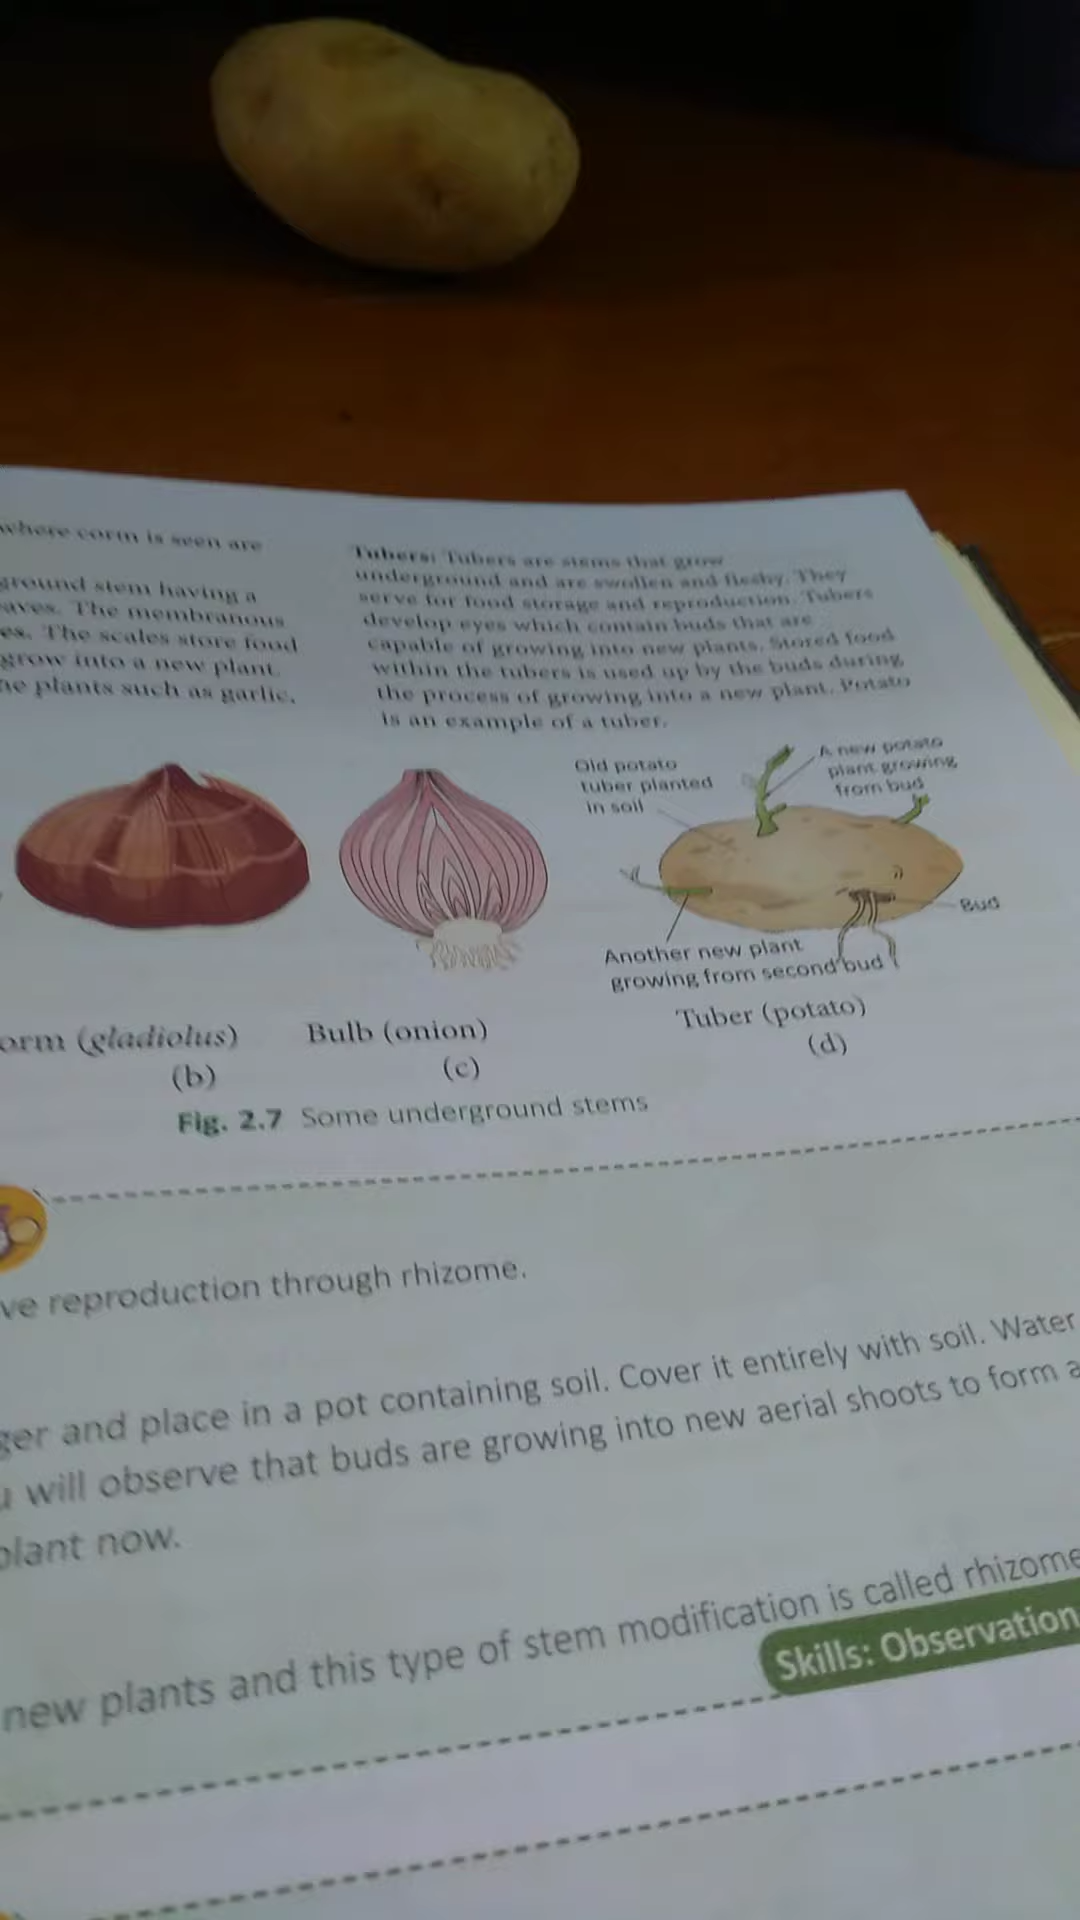 where corm is seen are
ground stem having a
eaves. The membranous
es. The scales store food
grow into a new plant.
ne plants such as garlic,
Tubers: Tubers are stems that grow
underground and are swollen and fleshy. They
serve for food storage and reproduction. Tubers
develop eyes which contain buds that are
capable of growing into new plants. Stored food
within the tubers is used up by the buds during
the process of growing into a new plant. Potato
is an example of a tuber.
Old potato
tuber planted
in soil
A new potato
plant growing
from bud
Bud
Another new plant
growing from second bud
orm (gladiolus)
(b)
Bulb (onion)
(c)
Tuber (potato)
(d)
Fig. 2.7 Some underground stems
ve reproduction through rhizome.
ger and place in a pot containing soil. Cover it entirely with soil. Water
u will observe that buds are growing into new aerial shoots to form a
plant now.
new plants and this type of stem modification is called rhizome
Skills: Observation